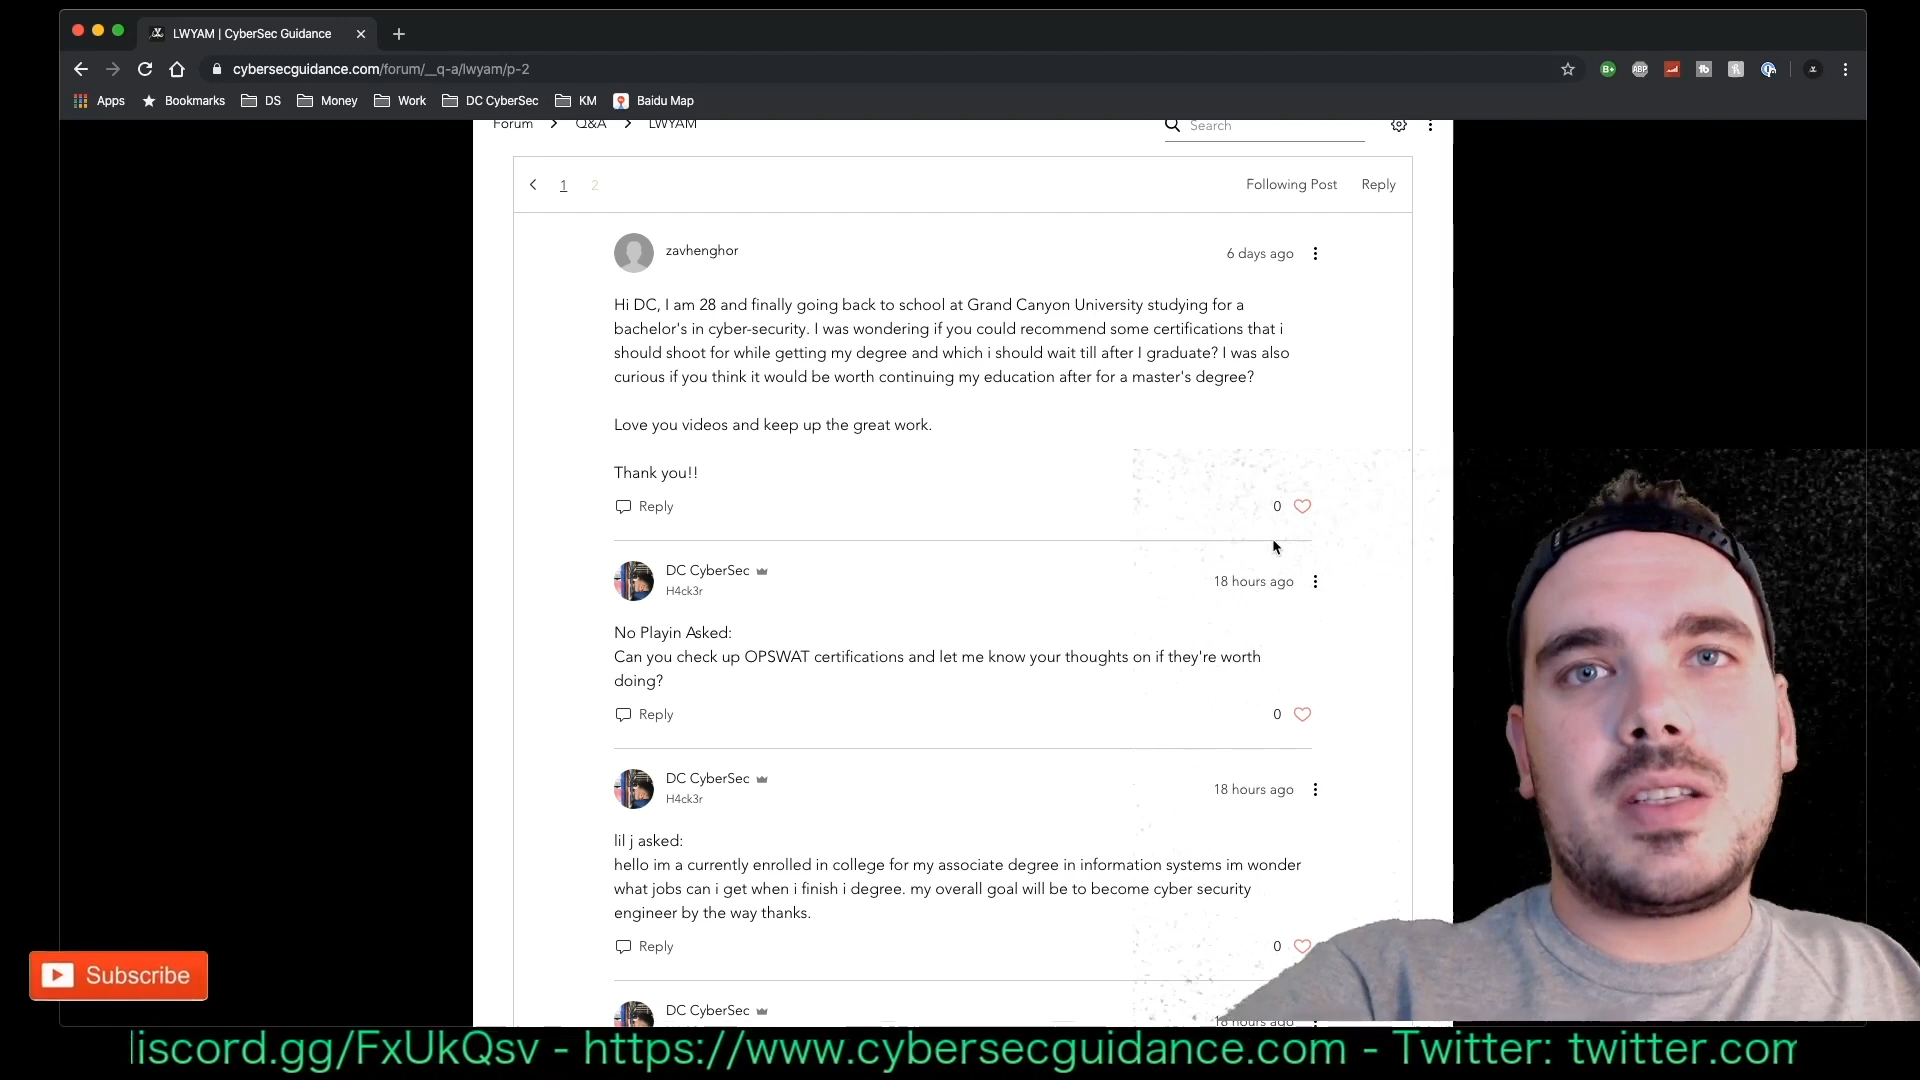 LWYAM | CyberSec Guidance
cybersecguidance.com/forum/__q-a/lwyam/p-2
Apps Bookmarks DS Money Work DC CyberSec KM Baidu Map
Forum > Q&A > LWYAM Search
1 2 Following Post Reply
zavhenghor 6 days ago
Hi DC, I am 28 and finally going back to school at Grand Canyon University studying for a
bachelor's in cyber-security. I was wondering if you could recommend some certifications that i
should shoot for while getting my degree and which i should wait till after I graduate? I was also
curious if you think it would be worth continuing my education after for a master's degree?
Love you videos and keep up the great work.
Thank you!!
Reply 0
DC CyberSec 18 hours ago
H4ck3r
No Playin Asked:
Can you check up OPSWAT certifications and let me know your thoughts on if they're worth
doing?
Reply 0
DC CyberSec 18 hours ago
H4ck3r
lil j asked:
hello im a currently enrolled in college for my associate degree in information systems im wonder
what jobs can i get when i finish i degree. my overall goal will be to become cyber security
engineer by the way thanks.
Reply 0
DC CyberSec 18 hours ago
Subscribe
iscord.gg/FxUkQsv - https://www.cybersecguidance.com - Twitter: twitter.com